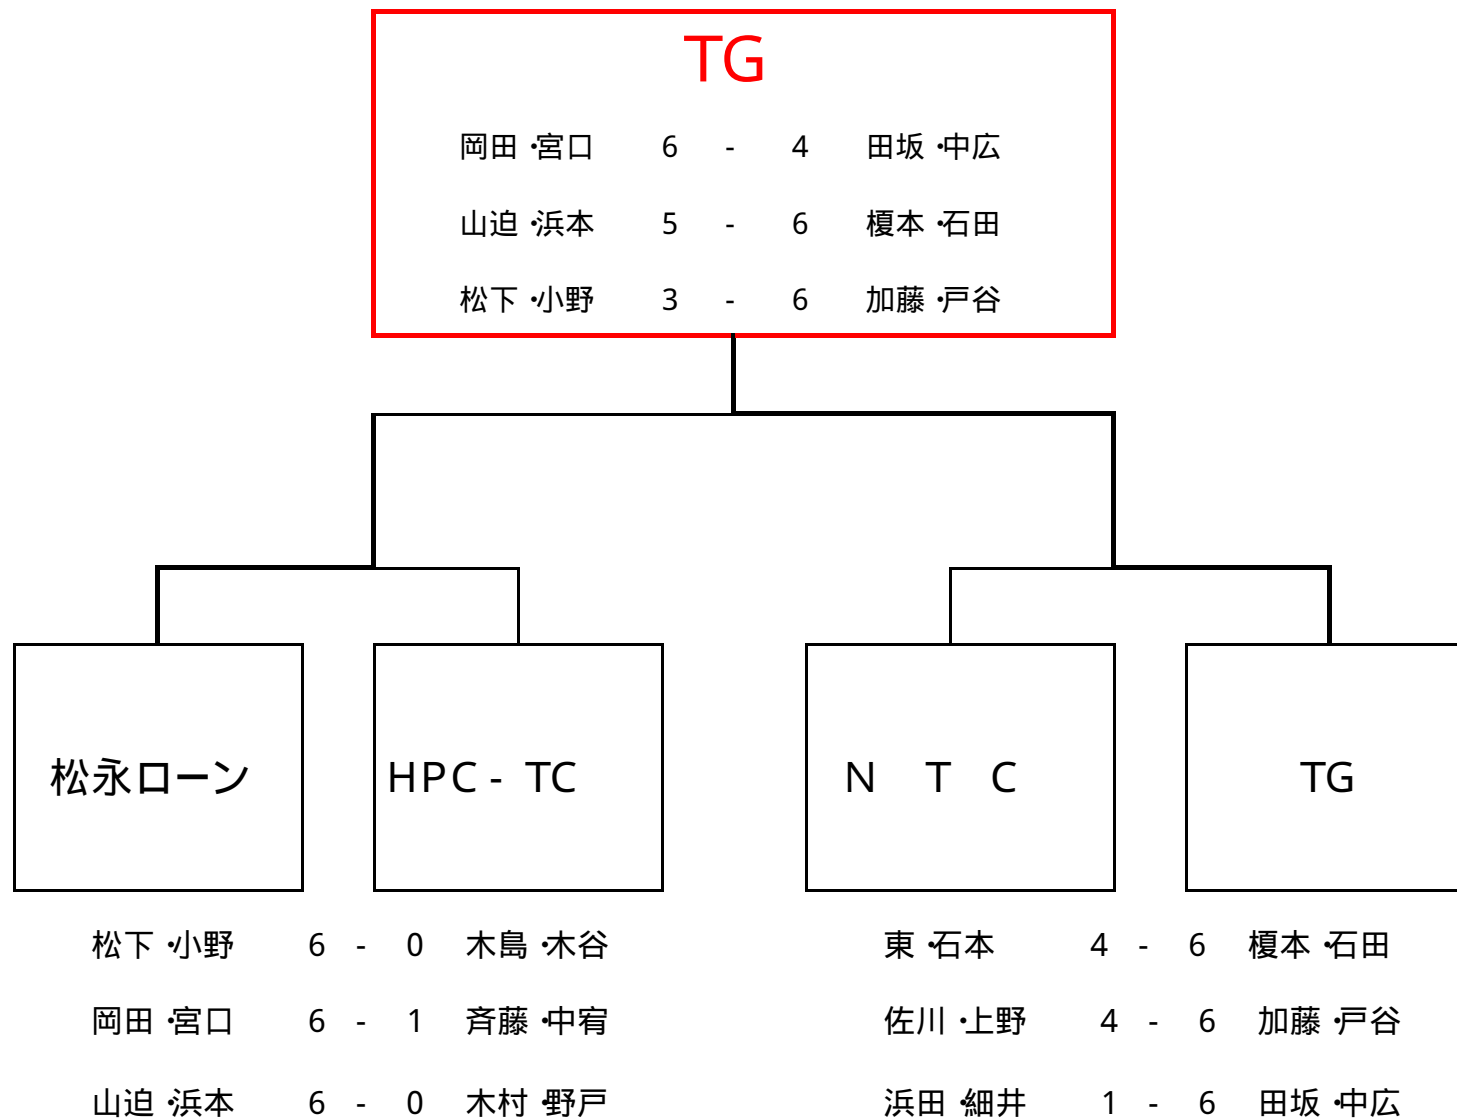 TG
岡田・宮口 6 - 4 田坂・中広
山迫・浜本 5 - 6 榎本・石田
松下・小野 3 - 6 加藤・戸谷
松永ローン HPC - TC N T C TG
松下・小野 6 - 0 木島・木谷 東・石本 4 - 6 榎本・石田
岡田・宮口 6 - 1 斉藤・中宥 佐川・上野 4 - 6 加藤・戸谷
山迫・浜本 6 - 0 木村・野戸 浜田・細井 1 - 6 田坂・中広